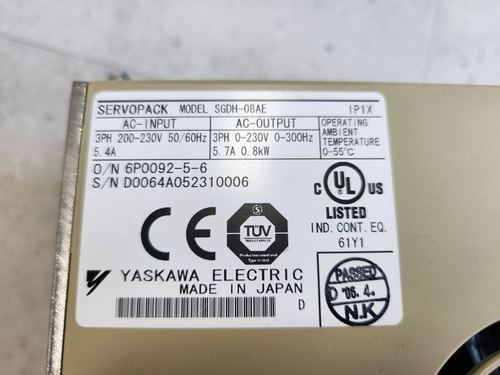 SERVOPACK MODEL SGDH-08AE IP1X
AC-INPUT AC-OUTPUT OPERATING AMBIENT TEMPERATURE 0-55°C
3PH 200-230V 50/60Hz 3PH 0-230V 0-300Hz
5.4A 5.7A 0.8kW
O/N 6P0092-5-6
S/N D0064A052310006
CE
TÜV
C UL US
LISTED
IND. CONT. EQ.
61Y1
YASKAWA ELECTRIC
MADE IN JAPAN
D
PASSED
D '06.4.
N.K